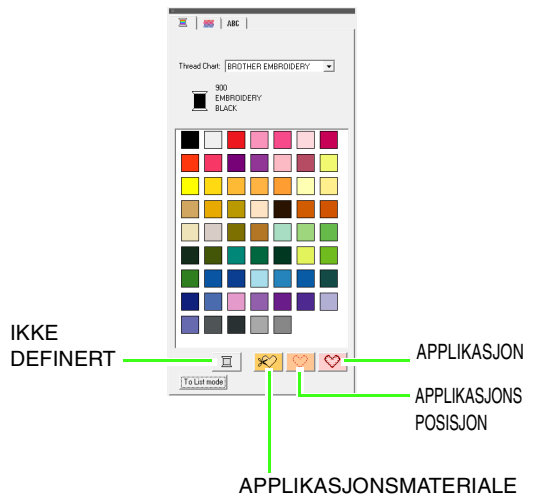 ABC
Thread Chart: BROTHER EMBROIDERY
900
EMBROIDERY
BLACK
IKKE
DEFINERT
To List mode
APPLIKASJON
APPLIKASJONS
POSISJON
APPLIKASJONSMATERIALE